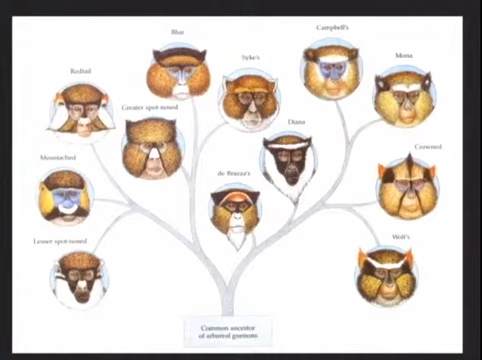 Campbell's
Blue
Syke's
Mona
Redtail
Greater spot-nosed
Diana
Crowned
Moustached
de Brazza's
Wolf's
Lesser spot-nosed
Common ancestor
of arboreal guenons